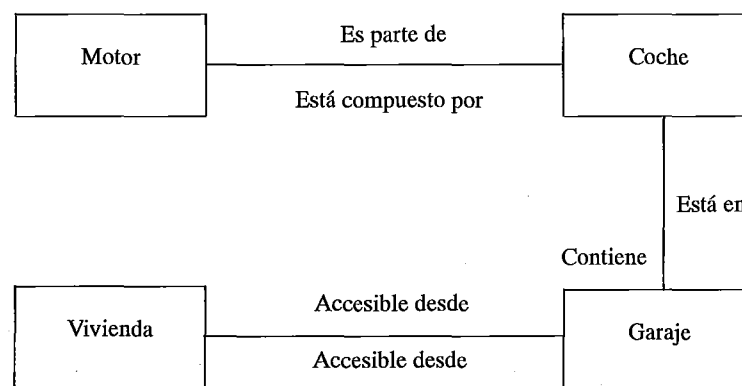 Es parte de
Motor
Coche
Está compuesto por
Está en
Contiene
Accesible desde
Vivienda
Garaje
Accesible desde